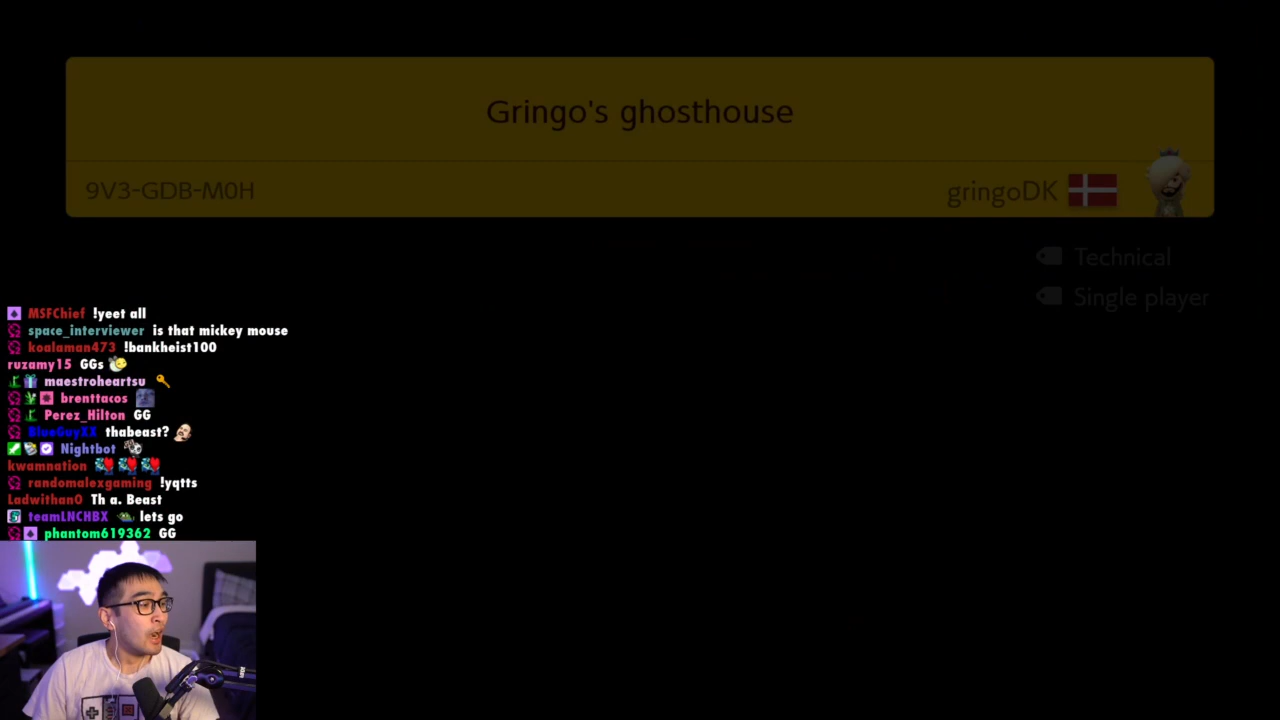 Gringo's ghosthouse
9V3-GDB-M0H
gringoDK
Technical
Single player
MSFChief !yeet all
space_interviewer is that mickey mouse
koalaman473 !bankheist100
ruzamy15 GGs
maestroheartsu
brenttacos
Perez_Hilton GG
BlueGuyXX thabeast?
Nightbot
kwamnation
randomalexgaming !yqtts
Ladwithan0 Th a. Beast
teamLNCHBX lets go
phantom619362 GG